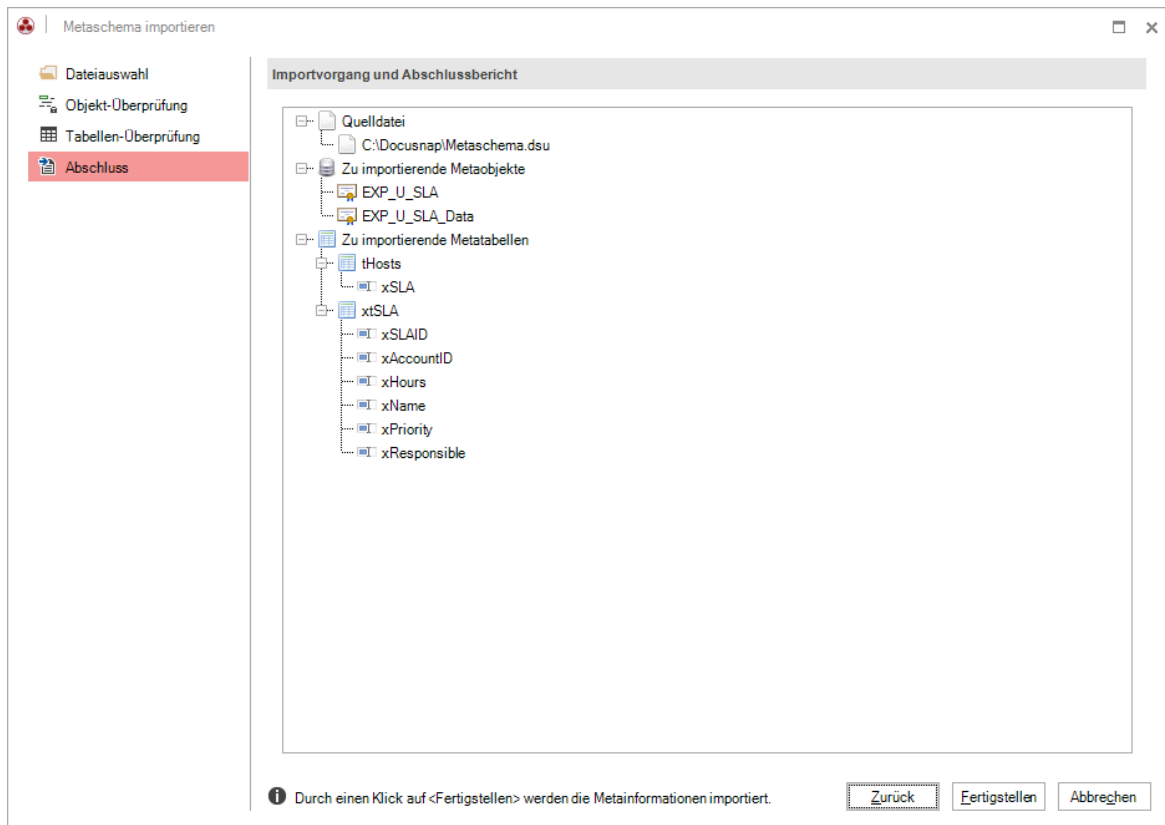 Metaschema importieren
Dateiauswahl
Objekt-Überprüfung
Tabellen-Überprüfung
Abschluss
Importvorgang und Abschlussbericht
Quelldatei
C:\Docusnap\Metaschema.dsu
Zu importierende Metaobjekte
EXP_U_SLA
EXP_U_SLA_Data
Zu importierende Metatabellen
tHosts
xSLA
xtSLA
xSLAID
xAccountID
xHours
xName
xPriority
xResponsible
Durch einen Klick auf <Fertigstellen> werden die Metainformationen importiert.
Zurück
Fertigstellen
Abbrechen